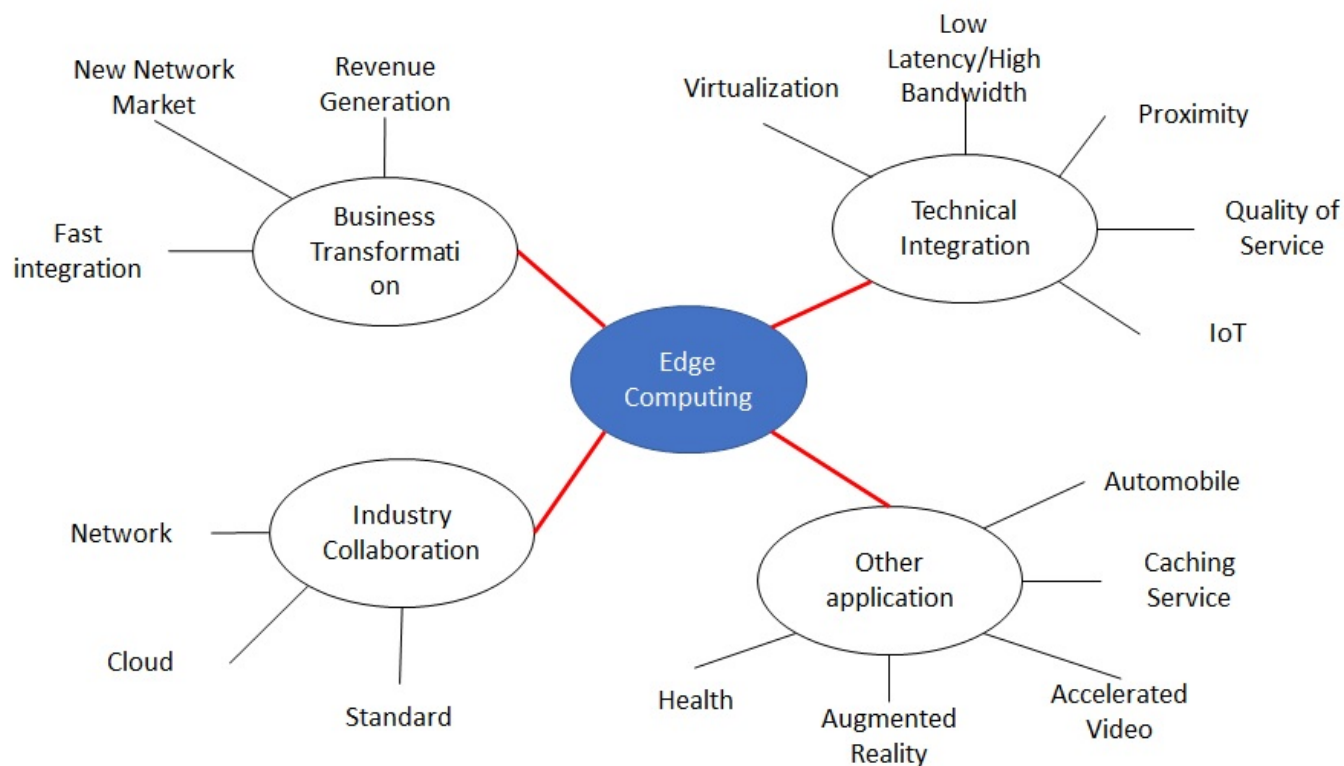 New Network
Market
Revenue
Generation
Fast
integration
Business
Transformati
on
Low
Latency/High
Bandwidth
Virtualization
Proximity
Technical
Integration
Quality of
Service
IoT
Edge
Computing
Network
Industry
Collaboration
Cloud
Standard
Automobile
Other
application
Caching
Service
Health
Augmented
Reality
Accelerated
Video